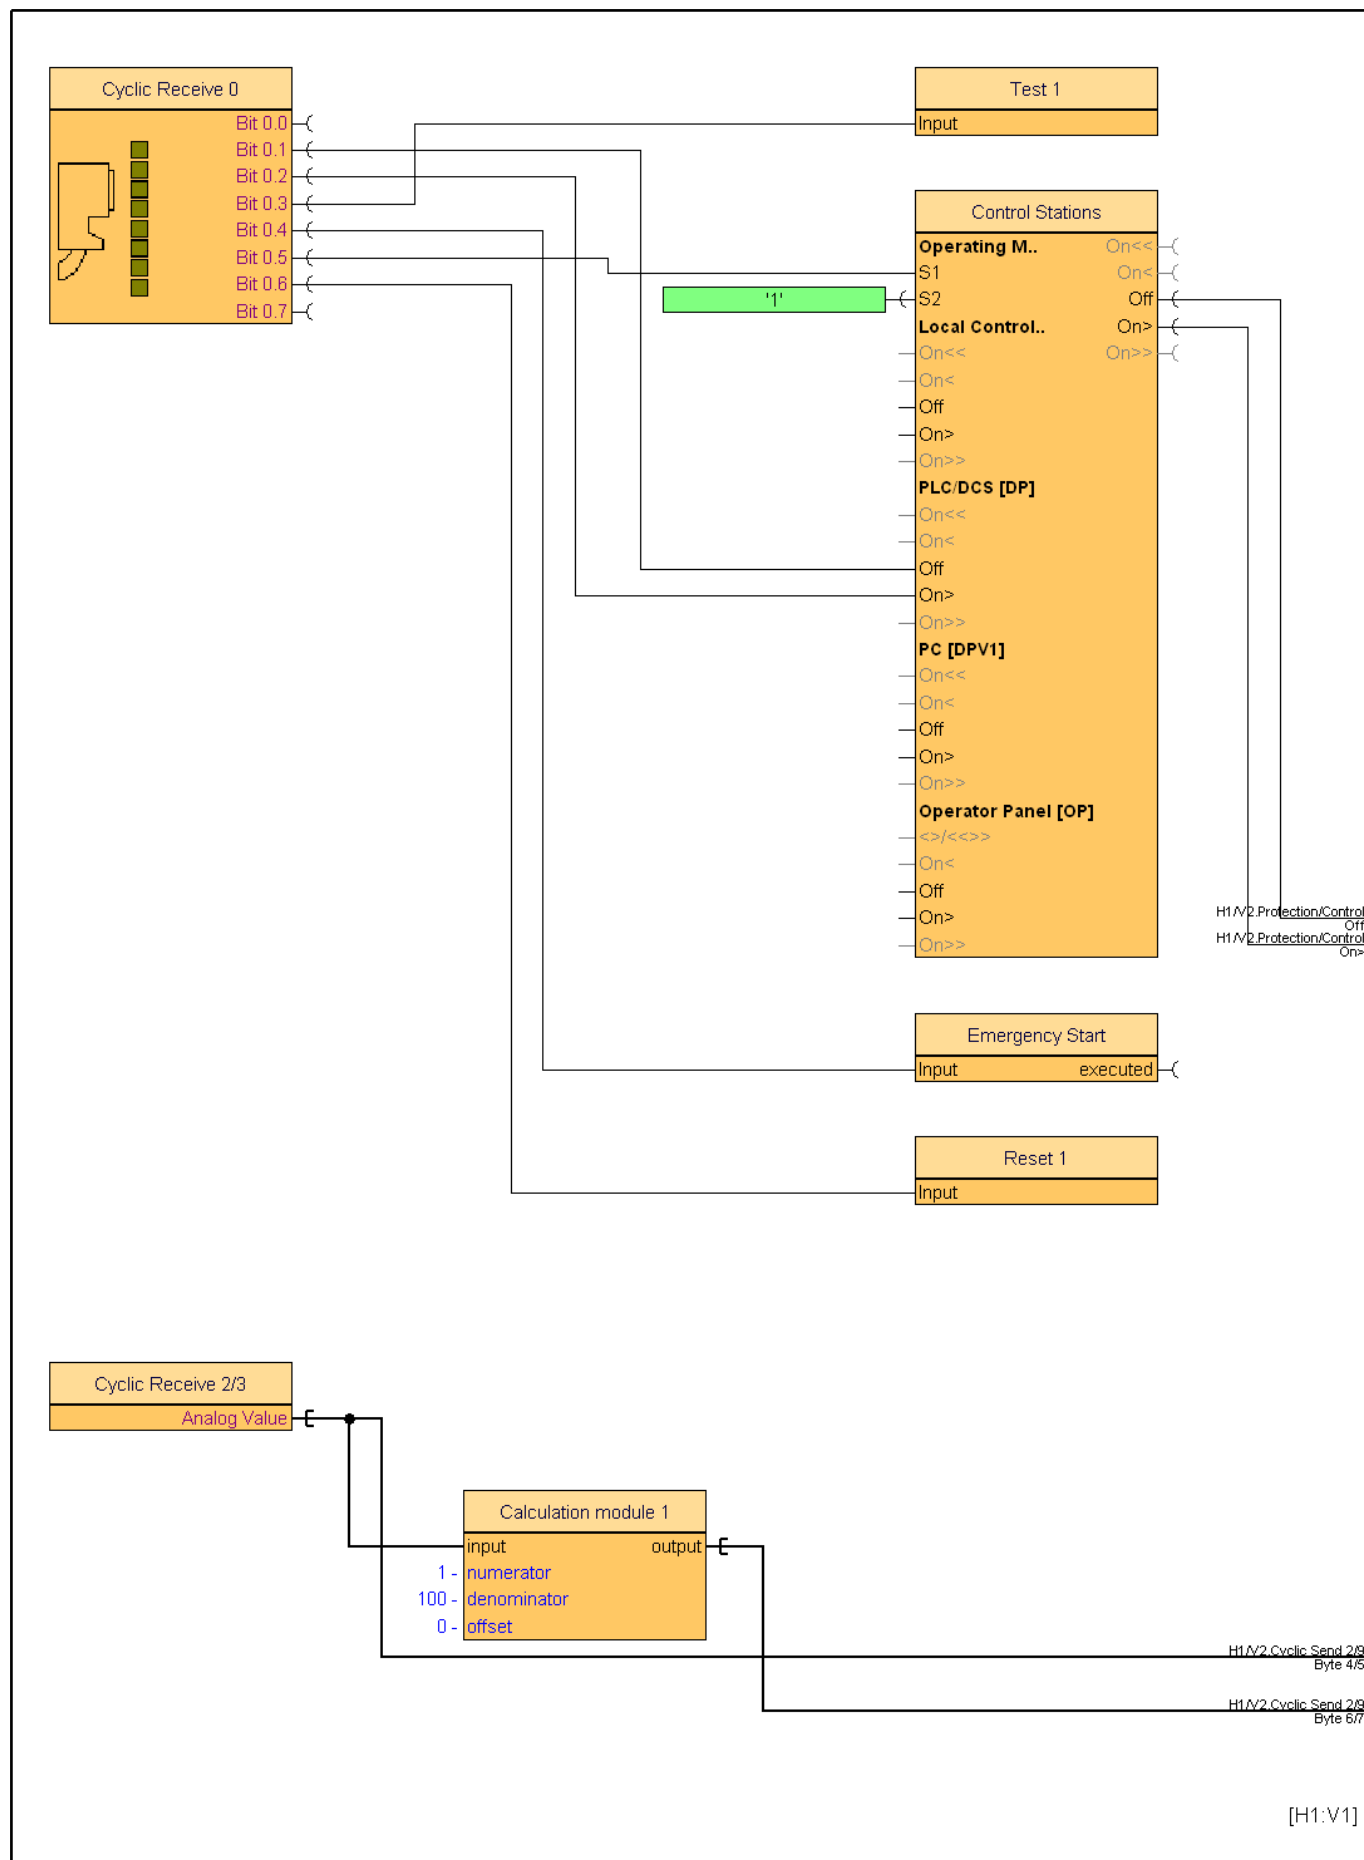 Cyclic Receive 0
Bit 0.0
Bit 0.1
Bit 0.2
Bit 0.3
Bit 0.4
Bit 0.5
Bit 0.6
Bit 0.7
Test 1
Input
Control Stations
Operating M.. On<<
S1 On<
'1' S2 Off
Local Control.. On>
On<< On>>
On<
Off
On>
On>>
PLC/DCS [DP]
On<<
On<
Off
On>
On>>
PC [DPV1]
On<<
On<
Off
On>
On>>
Operator Panel [OP]
<>/<<>>
On<
Off
On>
On>>
H1/V2.Protection/Control
Off
H1/V2.Protection/Control
On>
Emergency Start
Input executed
Reset 1
Input
Cyclic Receive 2/3
Analog Value
Calculation module 1
input output
1 - numerator
100 - denominator
0 - offset
H1/V2.Cyclic Send 2/9
Byte 4/5
H1/V2.Cyclic Send 2/9
Byte 6/7
[H1:V1]